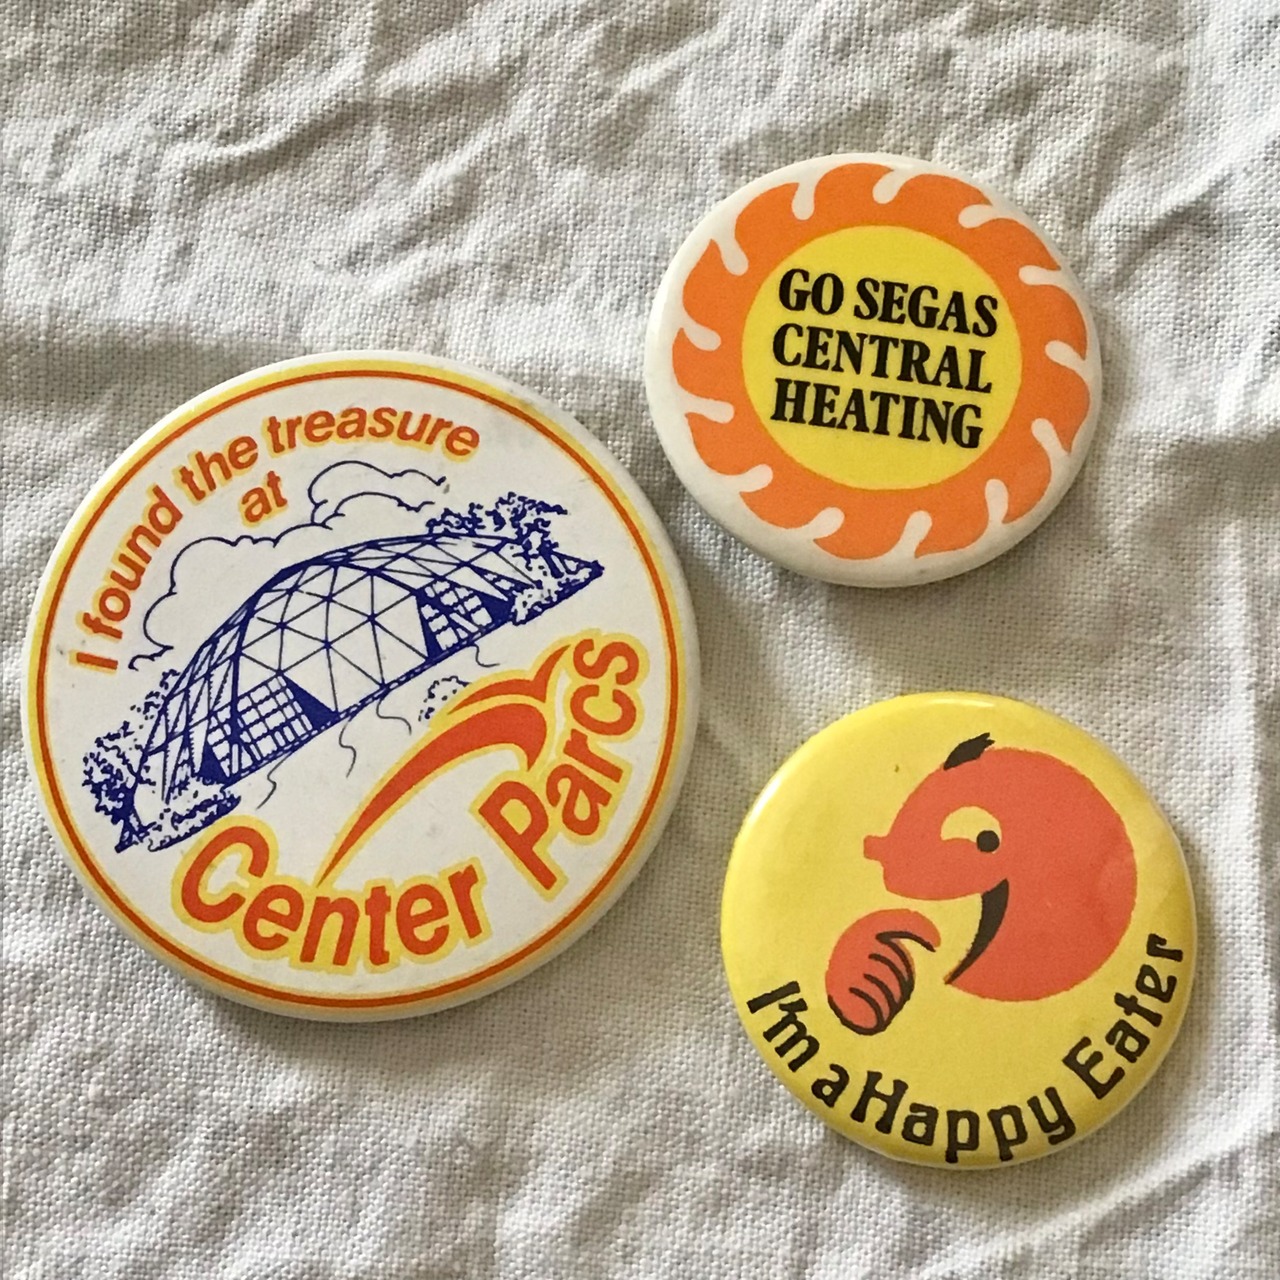 I found the treasure
at
Center Parcs
GO SEGAS
CENTRAL
HEATING
I'm a Happy Eater